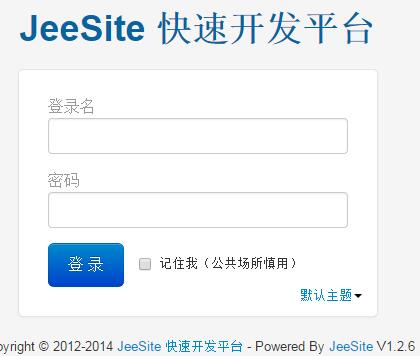 JeeSite 快速开发平台
登录名
密码
登 录 记住我（公共场所慎用）
默认主题
pyright © 2012-2014 JeeSite 快速开发平台 - Powered By JeeSite V1.2.6